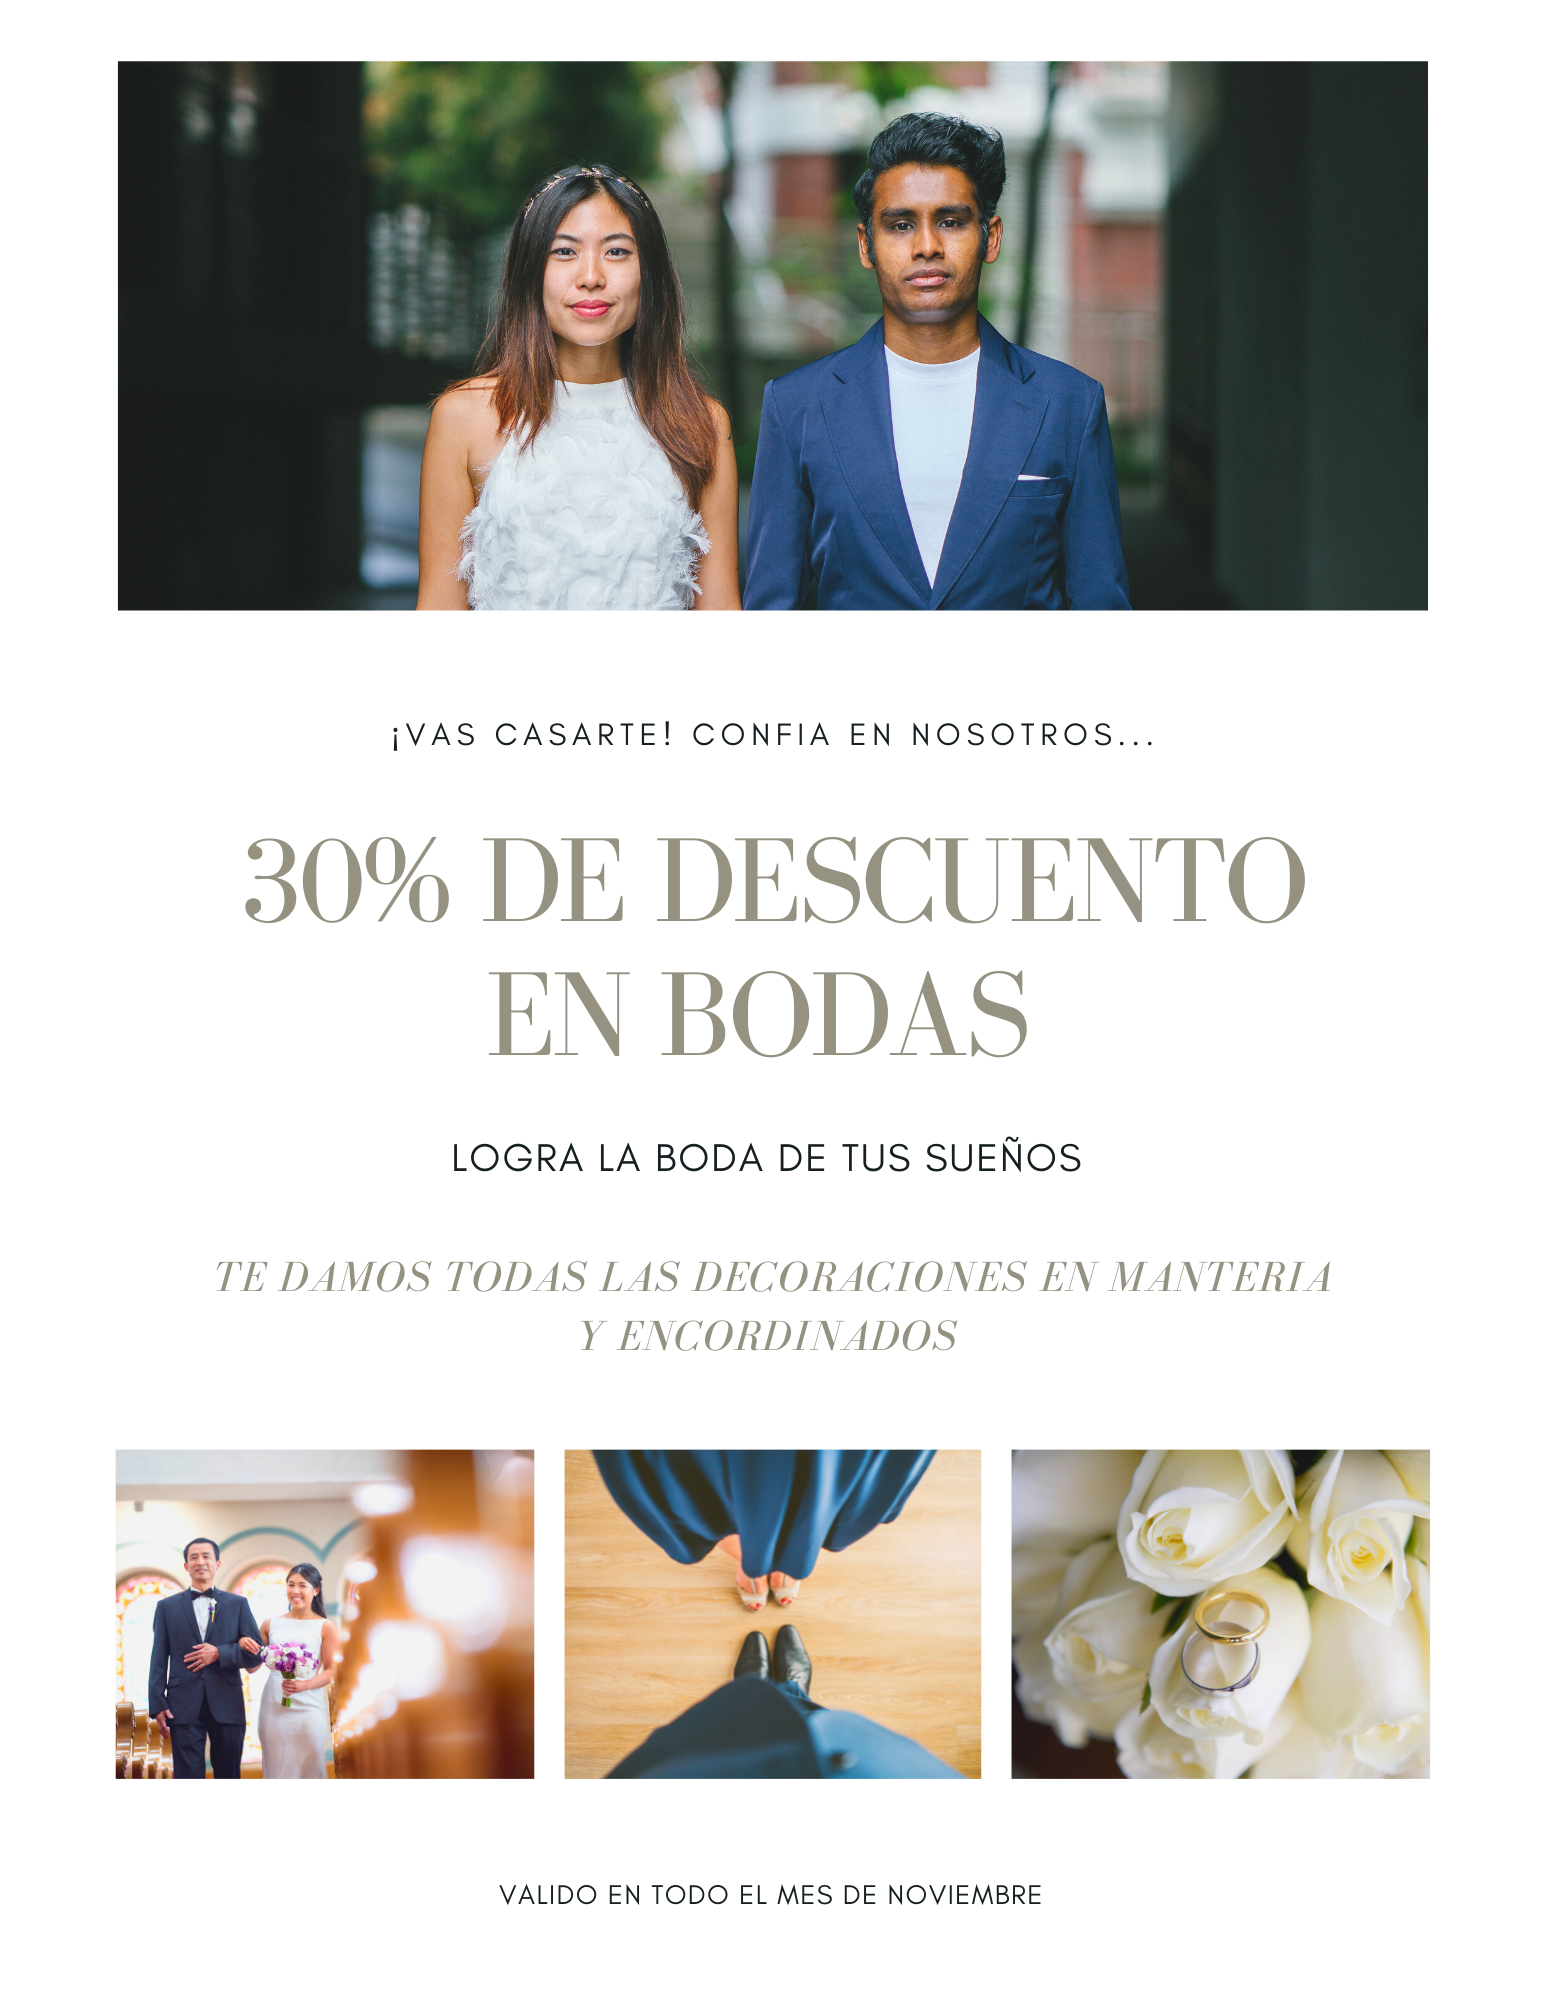 ¡VAS CASARTE! CONFIA EN NOSOTROS...
30% DE DESCUENTO
EN BODAS
LOGRA LA BODA DE TUS SUEÑOS
TE DAMOS TODAS LAS DECORACIONES EN MANTERIA
Y ENCORDINADOS
VALIDO EN TODO EL MES DE NOVIEMBRE